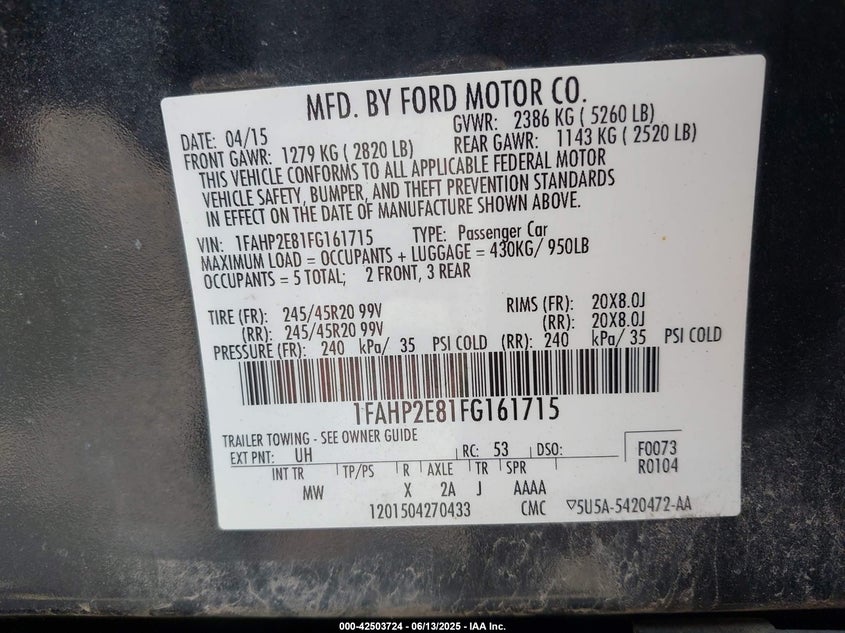 MFD. BY FORD MOTOR CO.
DATE: 04/15 GVWR: 2386 KG ( 5260 LB)
FRONT GAWR: 1279 KG ( 2820 LB) REAR GAWR: 1143 KG ( 2520 LB)
THIS VEHICLE CONFORMS TO ALL APPLICABLE FEDERAL MOTOR
VEHICLE SAFETY, BUMPER, AND THEFT PREVENTION STANDARDS
IN EFFECT ON THE DATE OF MANUFACTURE SHOWN ABOVE.
VIN: 1FAHP2E81FG161715 TYPE: Passenger Car
MAXIMUM LOAD = OCCUPANTS + LUGGAGE = 430KG/ 950LB
OCCUPANTS = 5 TOTAL; 2 FRONT, 3 REAR
TIRE (FR): 245/45R20 99V RIMS (FR): 20X8.0J
(RR): 245/45R20 99V (RR): 20X8.0J
PRESSURE (FR): 240 kPa/ 35 PSI COLD (RR): 240 kPa/ 35 PSI COLD
1FAHP2E81FG161715
TRAILER TOWING - SEE OWNER GUIDE
EXT PNT: UH RC: 53 DSO: F0073
INT TR TP/PS R AXLE TR SPR R0104
MW X 2A J AAAA
1201504270433 CMC ▽5U5A-5420472-AA
000-42503724 - 06/13/2025 - IAA Inc.